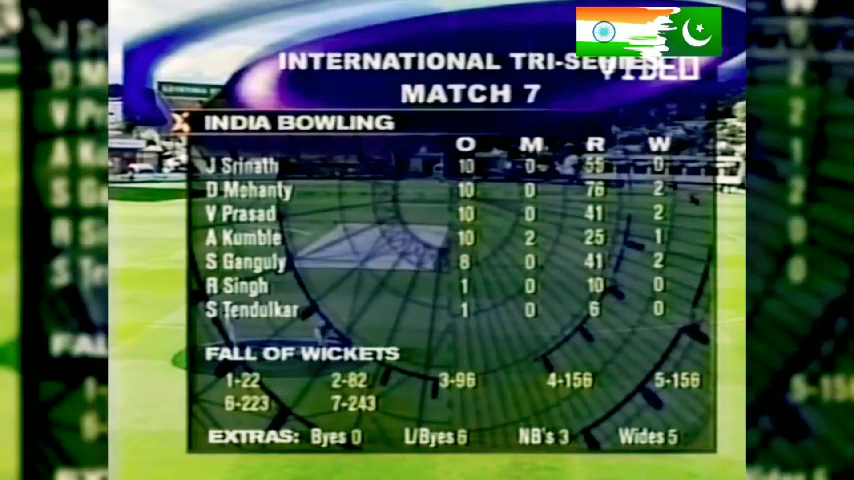 INTERNATIONAL TRI-SERIES
VIDEO
MATCH 7
INDIA BOWLING
O M R W
J Srinath 10 0 55 0
D Mohanty 10 0 76 2
V Prasad 10 0 41 2
A Kumble 10 2 25 1
S Ganguly 8 0 41 2
R Singh 1 0 10 0
S Tendulkar 1 0 6 0
FALL OF WICKETS
1-22 2-82 3-96 4-156 5-156
6-223 7-243
EXTRAS: Byes 0 L/Byes 6 NB's 3 Wides 5